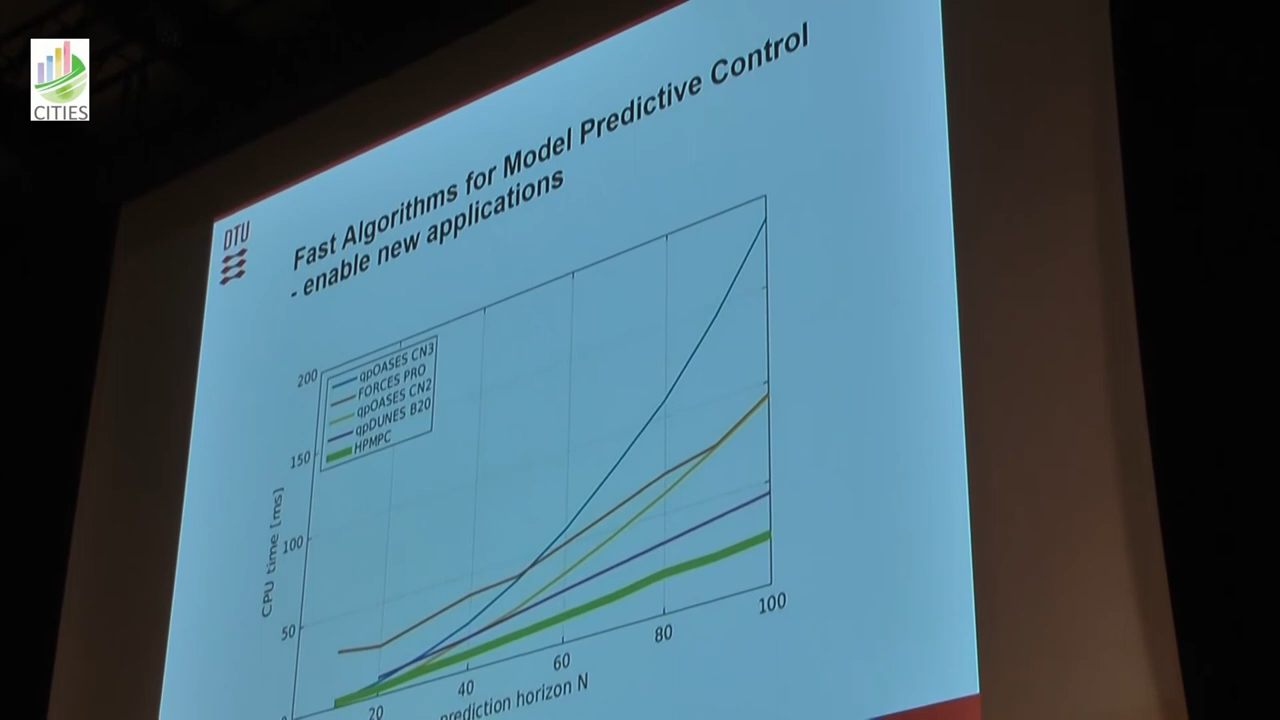 CITIES
DTU
Fast Algorithms for Model Predictive Control
- enable new applications
200
150
100
50
0
CPU time [ms]
qpOASES CN3
FORCES PRO
qpOASES CN2
qpDUNES B20
HPMPC
20
40
60
80
100
prediction horizon N